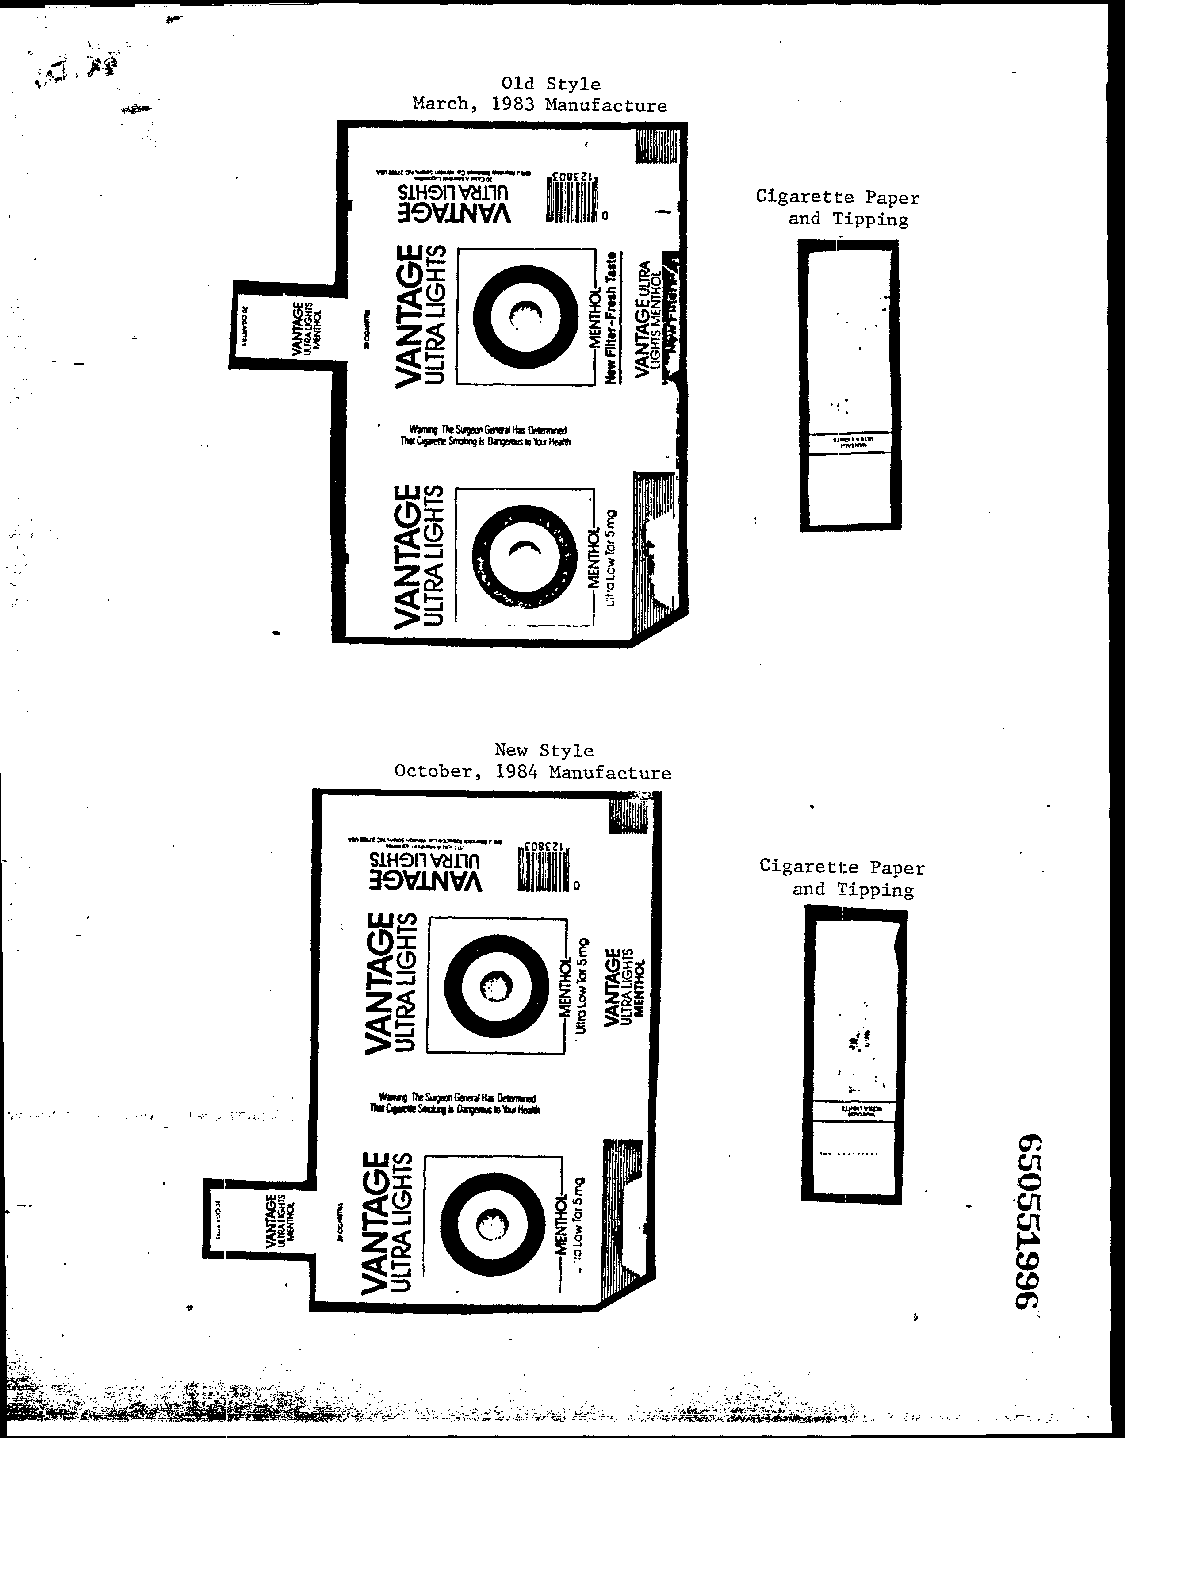 Old Style
March, 1983 Manufacture
VANTAGE
ULTRA LIGHTS
123803
0
VANTAGE
ULTRA LIGHTS
MENTHOL
New Filter-Fresh Taste
VANTAGE ULTRA
LIGHTS MENTHOL
New Filter
VANTAGE
ULTRA LIGHTS
MENTHOL
20 CIGARETTES
Warning: The Surgeon General Has Determined
That Cigarette Smoking Is Dangerous to Your Health
VANTAGE
ULTRA LIGHTS
MENTHOL
Ultra Low Tar 5 mg
Cigarette Paper
and Tipping
VANTAGE
ULTRA LIGHTS
New Style
October, 1984 Manufacture
VANTAGE
ULTRA LIGHTS
123803
0
VANTAGE
ULTRA LIGHTS
MENTHOL
Ultra Low Tar 5 mg
VANTAGE
ULTRA LIGHTS
MENTHOL
Warning: The Surgeon General Has Determined
That Cigarette Smoking Is Dangerous to Your Health
VANTAGE
ULTRA LIGHTS
MENTHOL
Low Tar 5 mg
VANTAGE
ULTRA LIGHTS
MENTHOL
20 CIGARETTES
Cigarette Paper
and Tipping
VANTAGE
ULTRA LIGHTS
650551996